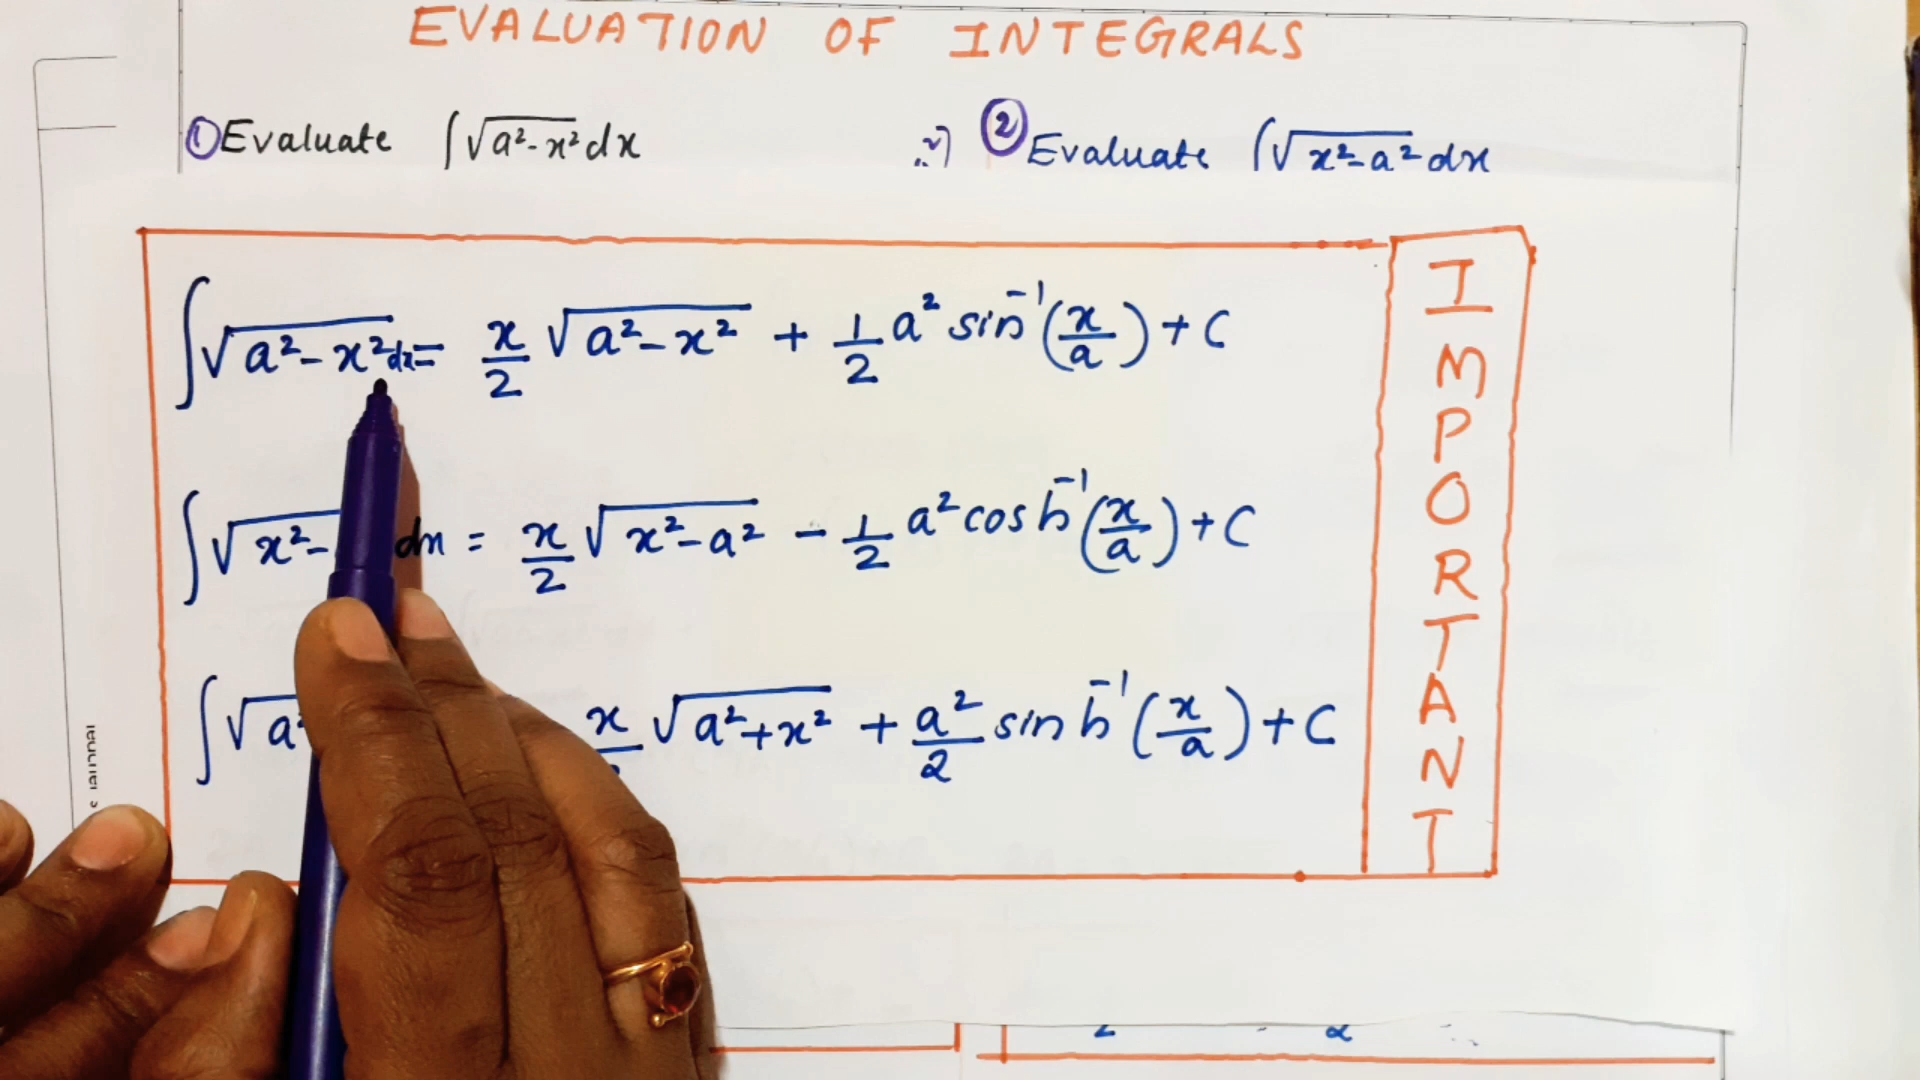 EVALUATION OF INTEGRALS
① Evaluate ∫√a²-x² dx
② Evaluate ∫√x²-a² dx
∫√a²-x² dx = x/2 √a²-x² + 1/2 a² sin⁻¹(x/a) + C
∫√x²- dx = x/2 √x²-a² - 1/2 a² cosh⁻¹(x/a) + C
∫√a² x √a²+x² + a²/2 sinh⁻¹(x/a) + C
IMPORTANT